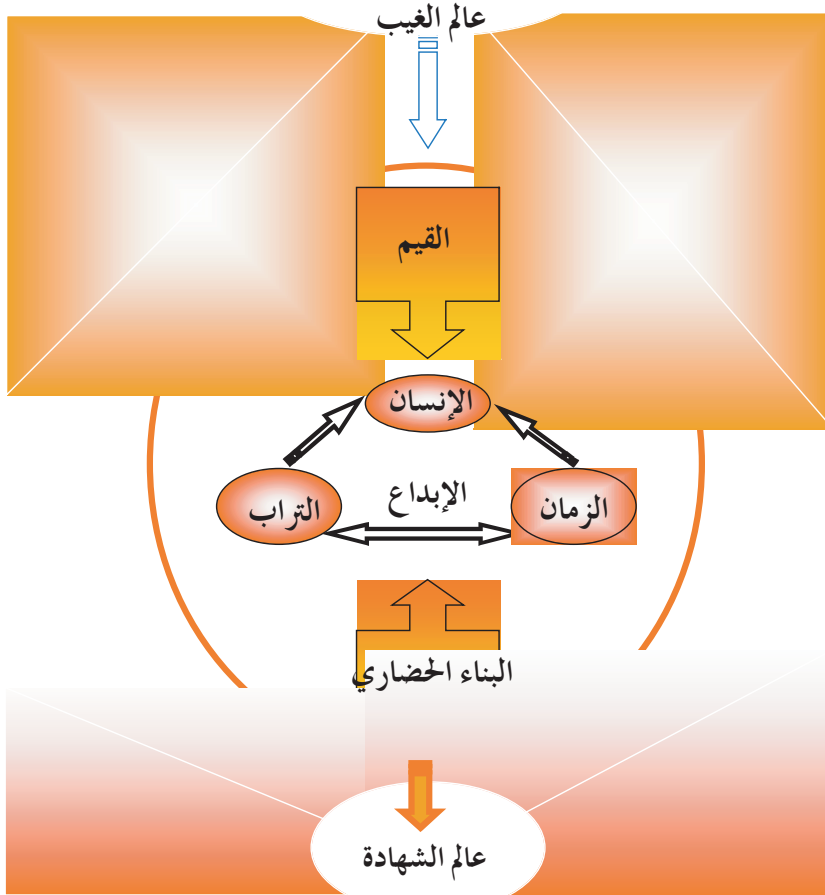 عالم الغيب
القيم
الإنسان
الإبداع
الزمان
التراب
البناء الحضاري
عالم الشهادة